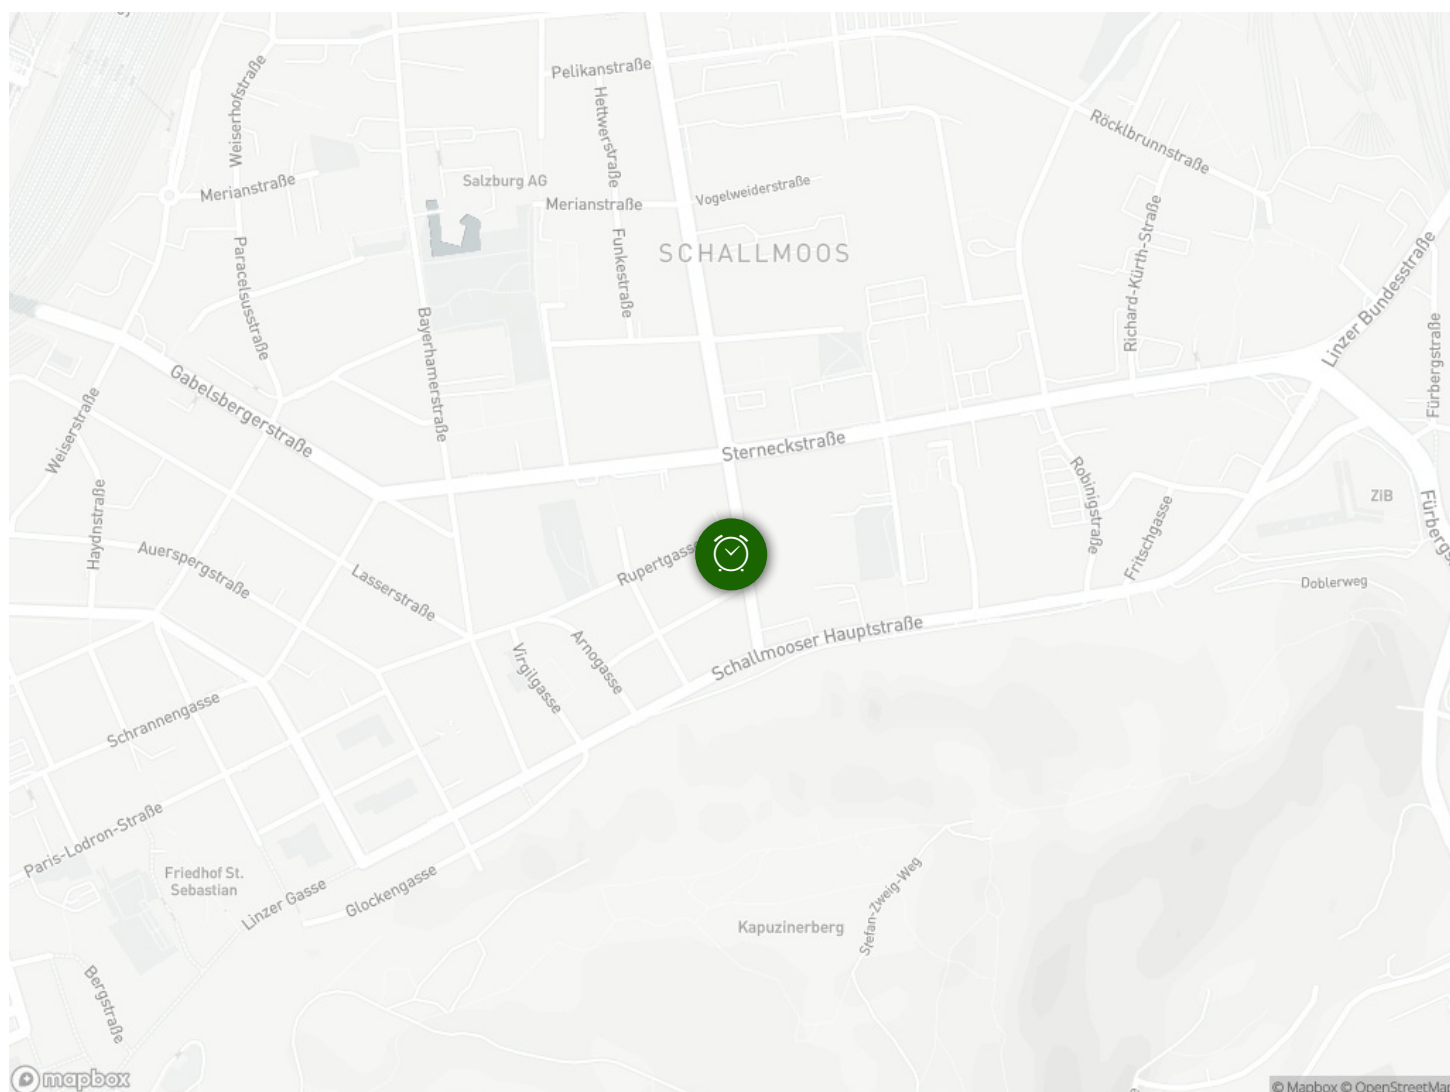 Pelikanstraße
Weiserhofstraße
Hettwerstraße
Röcklbrunnstraße
Salzburg AG
Merianstraße
Merianstraße
Vogelweiderstraße
Richard-Kürth-Straße
Paracelsusstraße
Funkestraße
SCHALLMOOS
Linzer Bundesstraße
Bayerhamerstraße
Fürbergstraße
Gabelsbergerstraße
Weiserstraße
Sterneckstraße
Robinigstraße
ZiB
Haydnstraße
Fritschgasse
Auerspergstraße
Lasserstraße
Rupertgasse
Doblerweg
Virgilgasse
Arnogasse
Schallmooser Hauptstraße
Schrannengasse
Paris-Lodron-Straße
Friedhof St.
Sebastian
Linzer Gasse
Glockengasse
Stefan-Zweig-Weg
Kapuzinerberg
Bergstraße
mapbox
© Mapbox © OpenStreetMap